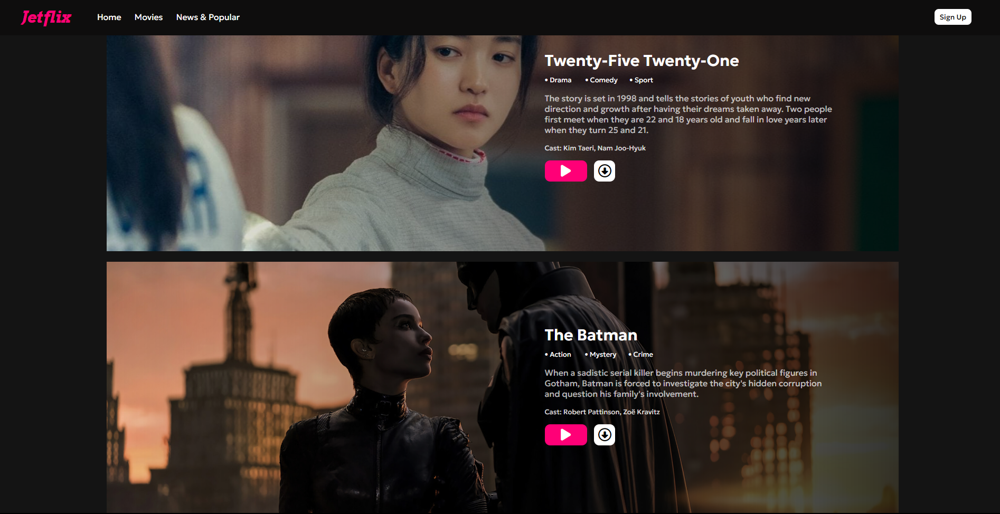 Jetflix
Home
Movies
News & Popular
Sign Up
Twenty-Five Twenty-One
• Drama • Comedy • Sport
The story is set in 1998 and tells the stories of youth who find new
direction and growth after having their dreams taken away. Two people
first meet when they are 22 and 18 years old and fall in love years later
when they turn 25 and 21.
Cast: Kim Taeri, Nam Joo-Hyuk
The Batman
• Action • Mystery • Crime
When a sadistic serial killer begins murdering key political figures in
Gotham, Batman is forced to investigate the city's hidden corruption
and question his family's involvement.
Cast: Robert Pattinson, Zoë Kravitz